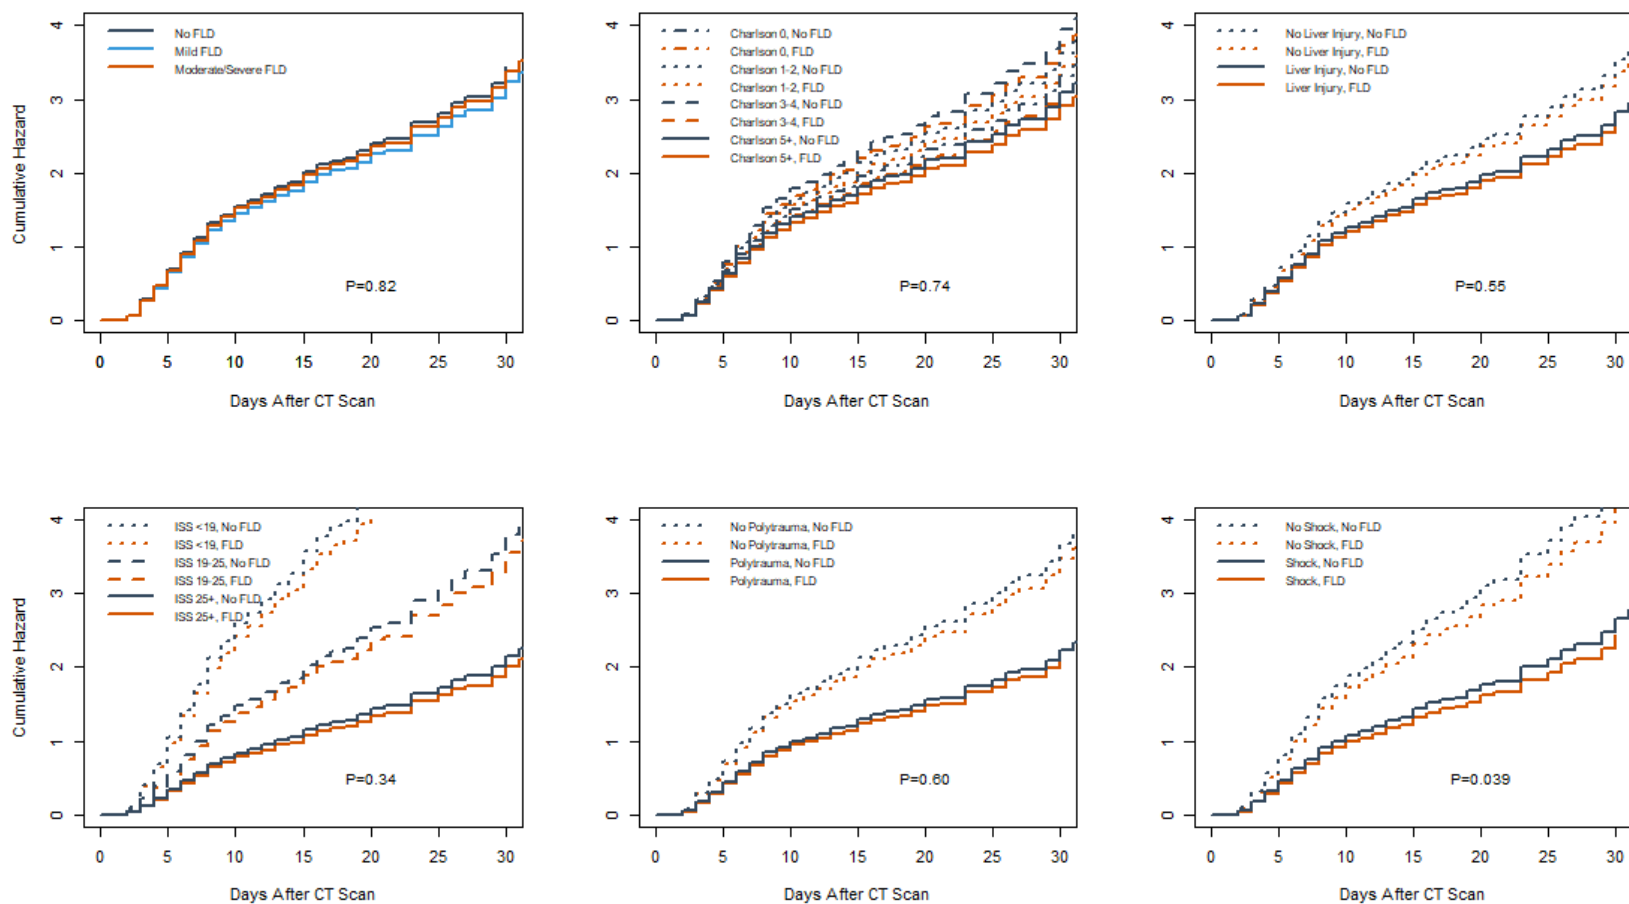 Cumulative Hazard
4
3
2
1
0
No FLD
Mild FLD
Moderate/Severe FLD
P=0.82
0 5 10 15 20 25 30
Days After CT Scan
4
3
2
1
0
Charlson 0, No FLD
Charlson 0, FLD
Charlson 1-2, No FLD
Charlson 1-2, FLD
Charlson 3-4, No FLD
Charlson 3-4, FLD
Charlson 5+, No FLD
Charlson 5+, FLD
P=0.74
0 5 10 15 20 25 30
Days After CT Scan
4
3
2
1
0
No Liver Injury, No FLD
No Liver Injury, FLD
Liver Injury, No FLD
Liver Injury, FLD
P=0.55
0 5 10 15 20 25 30
Days After CT Scan
Cumulative Hazard
4
3
2
1
0
ISS <19, No FLD
ISS <19, FLD
ISS 19-25, No FLD
ISS 19-25, FLD
ISS 25+, No FLD
ISS 25+, FLD
P=0.34
0 5 10 15 20 25 30
Days After CT Scan
4
3
2
1
0
No Polytrauma, No FLD
No Polytrauma, FLD
Polytrauma, No FLD
Polytrauma, FLD
P=0.60
0 5 10 15 20 25 30
Days After CT Scan
4
3
2
1
0
No Shock, No FLD
No Shock, FLD
Shock, No FLD
Shock, FLD
P=0.039
0 5 10 15 20 25 30
Days After CT Scan